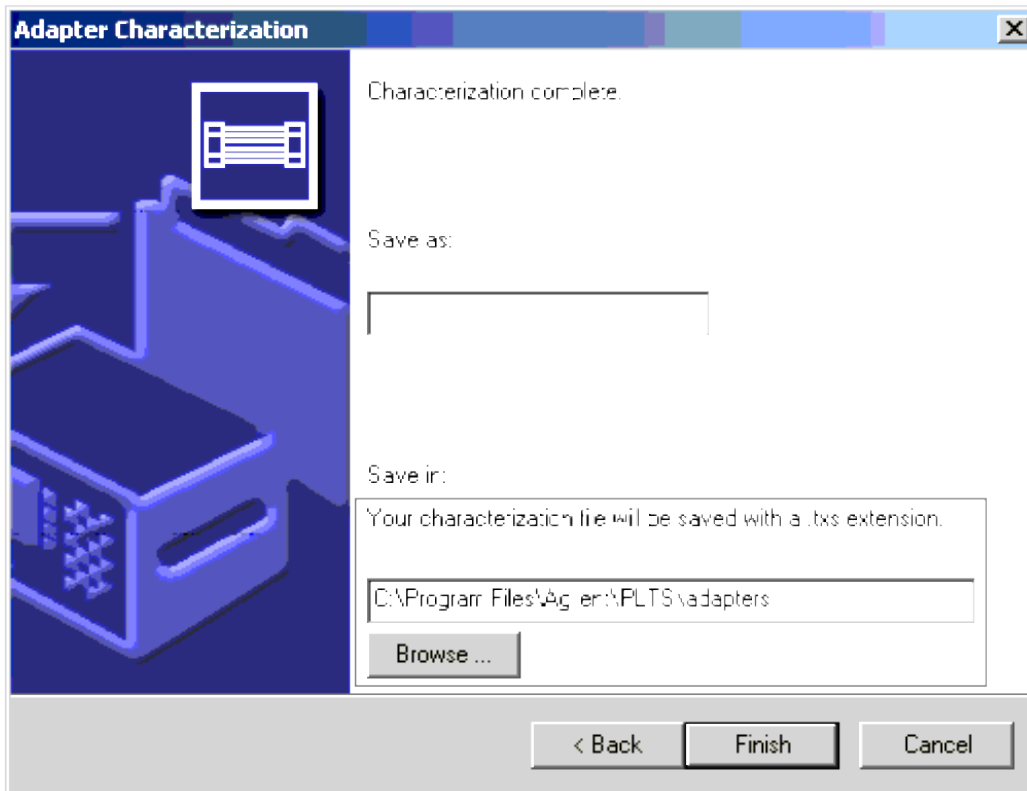 Adapter Characterization
Characterization complete.
Save as:
Save in:
Your characterization file will be saved with a .txs extension.
C:\Program Files\Agilent\PLTS\adapters
Browse ...
< Back
Finish
Cancel